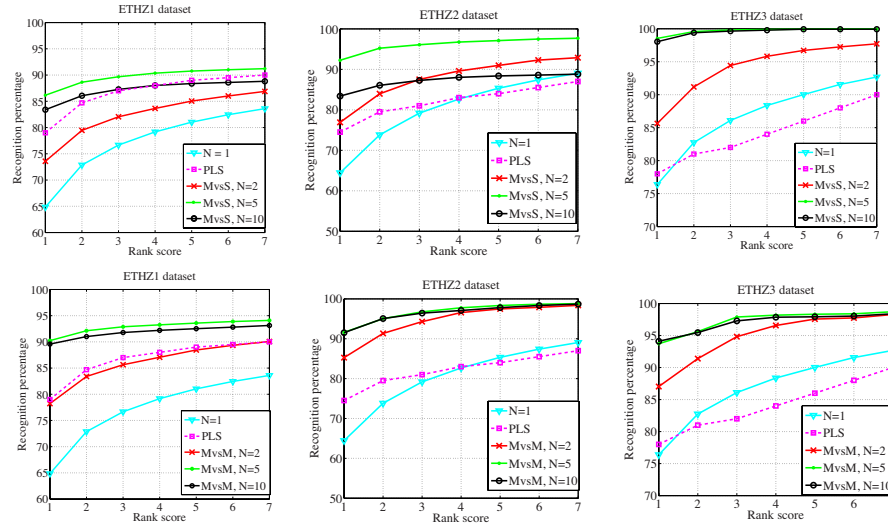 ETHZ1 dataset
Recognition percentage
100
95
90
85
80
75
70
65
60
1 2 3 4 5 6 7
Rank score
N = 1
PLS
MvsS, N=2
MvsS, N=5
MvsS, N=10
ETHZ2 dataset
Recognition percentage
100
90
80
70
60
50
1 2 3 4 5 6 7
Rank score
N=1
PLS
MvsS, N=2
MvsS, N=5
MvsS, N=10
ETHZ3 dataset
Recognition percentage
100
95
90
85
80
75
70
1 2 3 4 5 6 7
Rank score
N=1
PLS
MvsS, N=2
MvsS, N=5
MvsS, N=10
ETHZ1 dataset
Recognition percentage
100
95
90
85
80
75
70
65
60
1 2 3 4 5 6 7
Rank score
N=1
PLS
MvsM, N=2
MvsM, N=5
MvsM, N=10
ETHZ2 dataset
Recognition percentage
100
90
80
70
60
50
1 2 3 4 5 6 7
Rank score
N=1
PLS
MvsM, N=2
MvsM, N=5
MvsM, N=10
ETHZ3 dataset
Recognition percentage
100
95
90
85
80
75
70
1 2 3 4 5 6
Rank score
N=1
PLS
MvsM, N=2
MvsM, N=5
MvsM, N=10